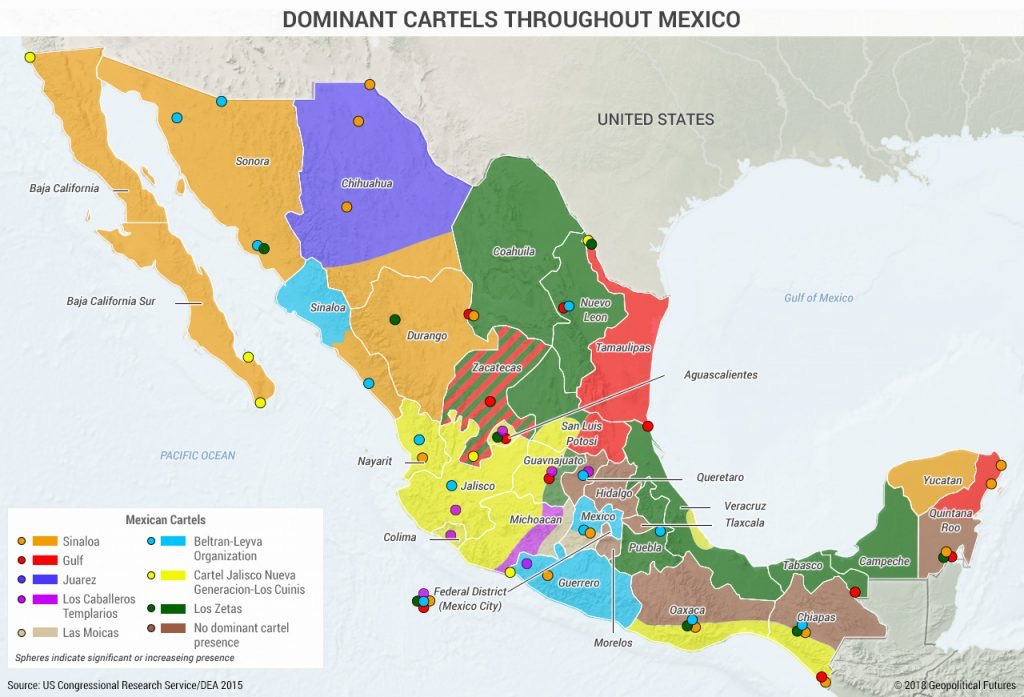 DOMINANT CARTELS THROUGHOUT MEXICO
UNITED STATES
Sonora
Chihuahua
Baja California
Coahuila
Baja California Sur
Sinaloa
Nuevo
Leon
Gulf of Mexico
Durango
Tamaulipas
Zacatecas
Aguascalientes
San Luis
Potosi
PACIFIC OCEAN
Nayarit
Guavnajuato
Queretaro
Jalisco
Hidalgo
Yucatan
Veracruz
Quintana
Roo
Michoacan
Mexico
Tlaxcala
Colima
Puebla
Campeche
Tabasco
Guerrero
Federal District
(Mexico City)
Oaxaca
Chiapas
Morelos
Mexican Cartels
Sinaloa
Gulf
Juarez
Los Caballeros
Templarios
Las Moicas
Beltran-Leyva
Organization
Cartel Jalisco Nueva
Generacion-Los Cuinis
Los Zetas
No dominant cartel
presence
Spheres indicate significant or increaseing presence
Source: US Congressional Research Service/DEA 2015
© 2018 Geopolitical Futures